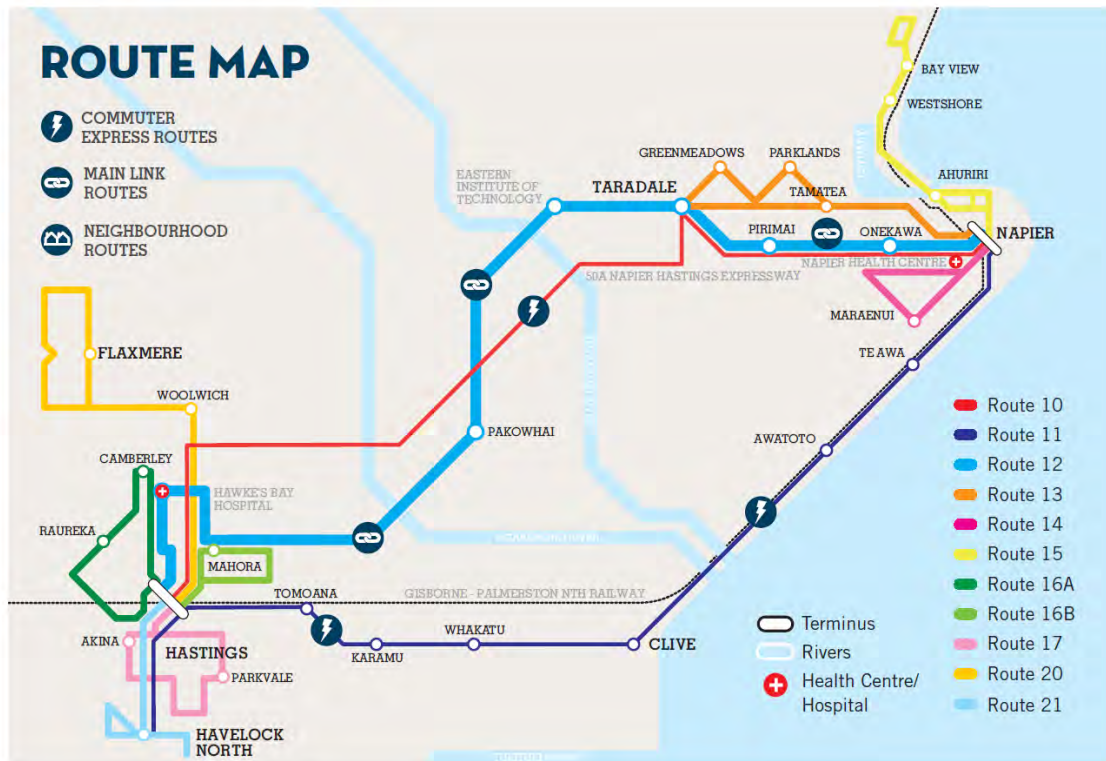 ROUTE MAP
COMMUTER
EXPRESS ROUTES
MAIN LINK
ROUTES
NEIGHBOURHOOD
ROUTES
BAY VIEW
WESTSHORE
AHURIRI
NAPIER
GREENMEADOWS
PARKLANDS
TARADALE
TAMATEA
EASTERN
INSTITUTE OF
TECHNOLOGY
PIRIMAI
ONEKAWA
NAPIER HEALTH CENTRE
50A NAPIER HASTINGS EXPRESSWAY
MARAENUI
TE AWA
AWATOTO
FLAXMERE
WOOLWICH
PAKOWHAI
CAMBERLEY
HAWKE'S BAY
HOSPITAL
RAUREKA
MAHORA
TOMOANA
GISBORNE - PALMERSTON NTH RAILWAY
AKINA
HASTINGS
KARAMU
WHAKATU
CLIVE
PARKVALE
HAVELOCK
NORTH
Route 10
Route 11
Route 12
Route 13
Route 14
Route 15
Route 16A
Route 16B
Route 17
Route 20
Route 21
Terminus
Rivers
Health Centre/
Hospital